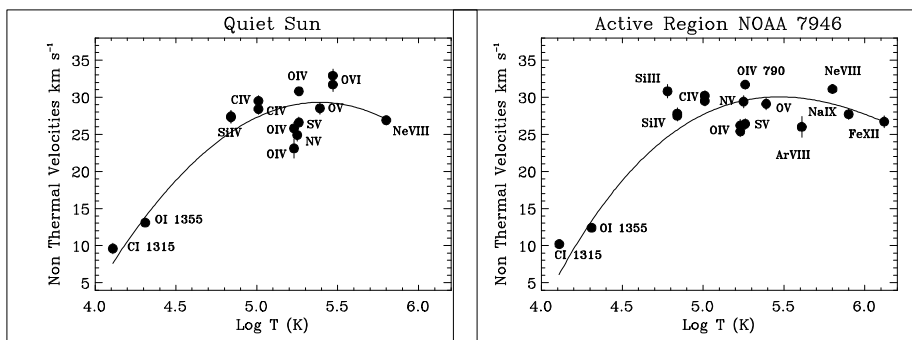 Quiet Sun
Non Thermal Velocities km s⁻¹
35
30
25
20
15
10
5
OVI
OIV
CIV
CIV
OV
SiIV
OIV
SV
NeVIII
NV
OIV
OI 1355
CI 1315
4.0 4.5 5.0 5.5 6.0
Log T (K)
Active Region NOAA 7946
Non Thermal Velocities km s⁻¹
35
30
25
20
15
10
5
OIV 790
SiIII
NeVIII
CIV
NV
OV
NaIX
SiIV
OIV
SV
FeXII
ArVIII
OI 1355
CI 1315
4.0 4.5 5.0 5.5 6.0
Log T (K)